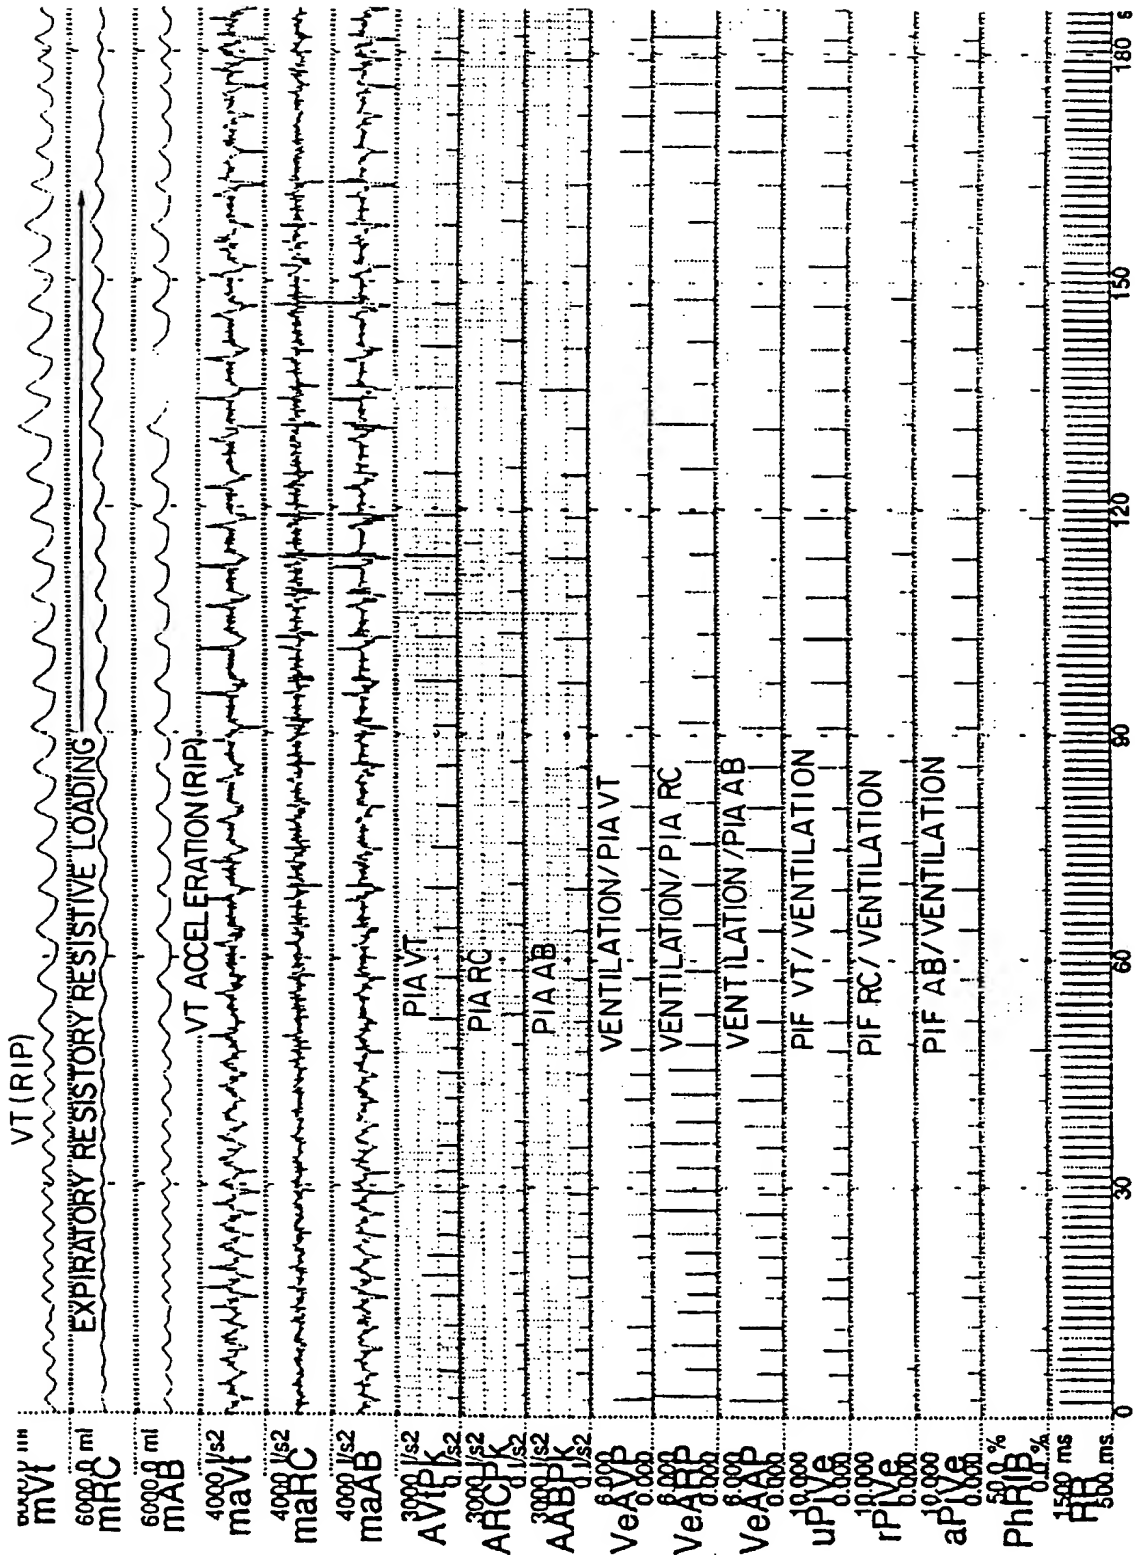 VT (RIP)
EXPIRATORY RESISTORY RESISTIVE LOADING
VT ACCELERATION (RIP)
PIA VT
PIA RC
PIA AB
VENTILATION/PIA VT
VENTILATION/PIA RC
VENTILATION/PIA AB
PIF VT/VENTILATION
PIF RC/VENTILATION
PIF AB/VENTILATION
mVt
6000.0 ml
mRC
6000.0 ml
mAB
4000 l/s2
maVt
4000 l/s2
maRC
4000 l/s2
maAB
3000 l/s2
AVtPK
0 l/s2
3000 l/s2
ARCPK
0 l/s2
3000 l/s2
AABPK
0 l/s2
6.000
VeAVP
0.000
6.000
VeARP
0.000
6.000
VeAAP
0.000
10.000
uPIVe
0.000
10.000
rPIVe
0.000
10.000
aPIVe
0.000
50 %
PhRIB
0.0 %
1500 ms
RR
500 ms
0
30
60
90
120
150
180 s